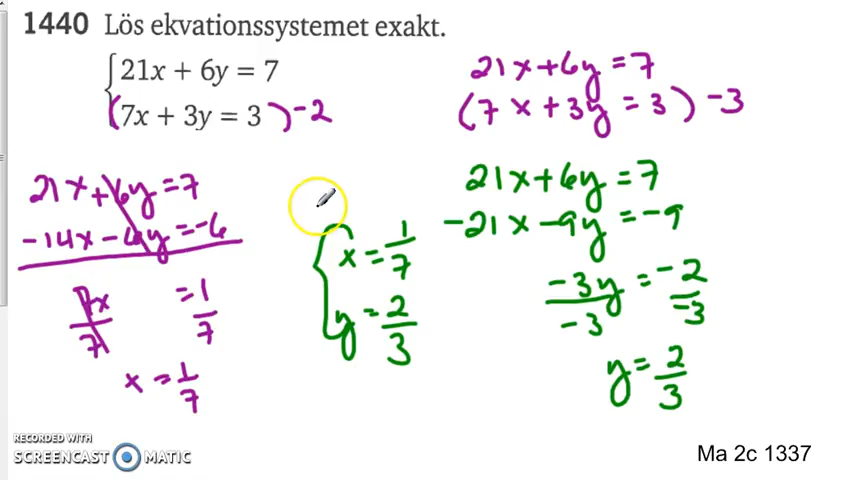 1440 Lös ekvationssystemet exakt.
21x + 6y = 7
(7x + 3y = 3) -2
21x + 6y = 7
(7x + 3y = 3) -3
21x + 6y = 7
-14x - 6y = -6
7x/7 = 1/7
x = 1/7
x = 1/7
y = 2/3
21x + 6y = 7
-21x - 9y = -9
-3y/-3 = -2/-3
y = 2/3
RECORDED WITH
SCREENCAST MATIC
Ma 2c 1337